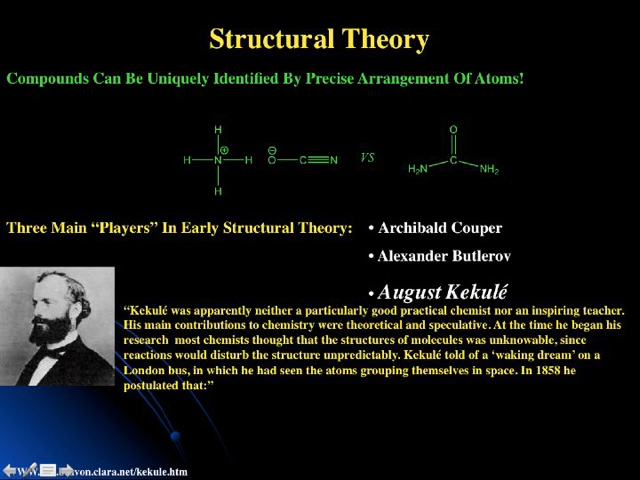 Structural Theory
Compounds Can Be Uniquely Identified By Precise Arrangement Of Atoms!
H O
H N H O C N VS C
H₂N NH₂
H
Three Main “Players” In Early Structural Theory: • Archibald Couper
• Alexander Butlerov
• August Kekulé
“Kekulé was apparently neither a particularly good practical chemist nor an inspiring teacher.
His main contributions to chemistry were theoretical and speculative. At the time he began his
research most chemists thought that the structures of molecules was unknowable, since
reactions would disturb the structure unpredictably. Kekulé told of a ‘waking dream’ on a
London bus, in which he had seen the atoms grouping themselves in space. In 1858 he
postulated that:”
.clara.net/kekule.htm